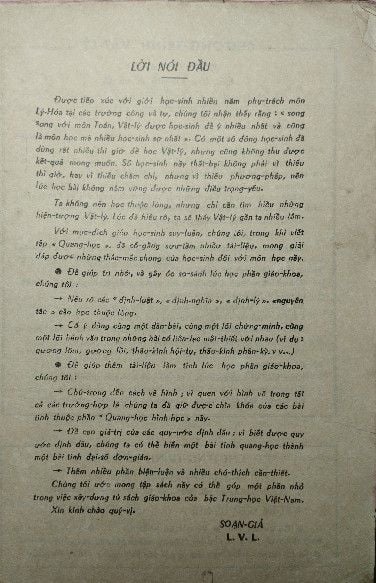 LỜI NÓI ĐẦU
Được tiếp xúc với giới học-sinh nhiều năm phụ-trách môn
Lý-Hóa tại các trường công và tư, chúng tôi nhận thấy rằng : « song
song với môn Toán, Vật-lý được học-sinh để ý nhiều nhất và cũng
là môn học mà nhiều học-sinh sợ nhất ». Có một số đông học-sinh đã
dùng rất nhiều thì giờ để học Vật-lý, nhưng cũng không thu được
kết-quả mong muốn. Số học-sinh này thất-bại không phải vì thiếu
thì giờ, hay vì thiếu chăm chỉ, nhưng vì thiếu phương-pháp, nên
lúc học bài không nắm vững được những điều trọng-yếu.
Ta không nên học thuộc lòng, nhưng chỉ cần tìm hiểu những
hiện-tượng Vật-lý. Lúc đã hiểu rõ, ta sẽ thấy Vật-lý gần ta nhiều lắm.
Với mục-đích giúp học-sinh suy-luận, chúng tôi, trong khi viết
tập « Quang-học », đã cố-gắng sưu-tầm nhiều tài-liệu, mong giải
đáp được những thắc-mắc chung của học-sinh đối với môn học này.
● Để giúp trí nhớ, và gây óc so-sánh lúc học phần giáo-khoa,
chúng tôi :
→ Nêu rõ các « định-luật », « định-nghĩa », « định-lý », «nguyên
tắc » cần học thuộc lòng.
→ Cố ý dùng cùng một dàn bài, cùng một lối chứng-minh, cùng
một lối hành văn trong những bài có liên-lạc mật-thiết với nhau (ví dụ :
gương lõm, gương lồi, thấu-kính hội-tụ, thấu-kính phân-kỳ, v v...)
● Để giúp thêm tài-liệu làm tính lúc học phần giáo-khoa,
chúng tôi :
→ Chú-trọng đến cách vẽ hình ; vì quen với hình vẽ trong tất
cả các trường-hợp là chúng ta đã giữ được chìa khóa của các bài
tính thuộc phần " Quang-học hình-học » này.
→ Đề cao giá-trị của các quy-ước định dấu ; vì biết được quy
ước định dấu, chúng ta có thể biến một bài tính quang-học thành
một bài tính đại-số đơn-giản.
→ Thêm nhiều phần biện-luận và nhiều chú-thích cần-thiết.
Chúng tôi ước mong tập sách này có thể góp một phần nhỏ
trong việc xây-dựng tủ sách giáo-khoa của bậc Trung-học Việt-Nam.
Xin kính chào quý-vị.
SOẠN-GIẢ
L. V. L.